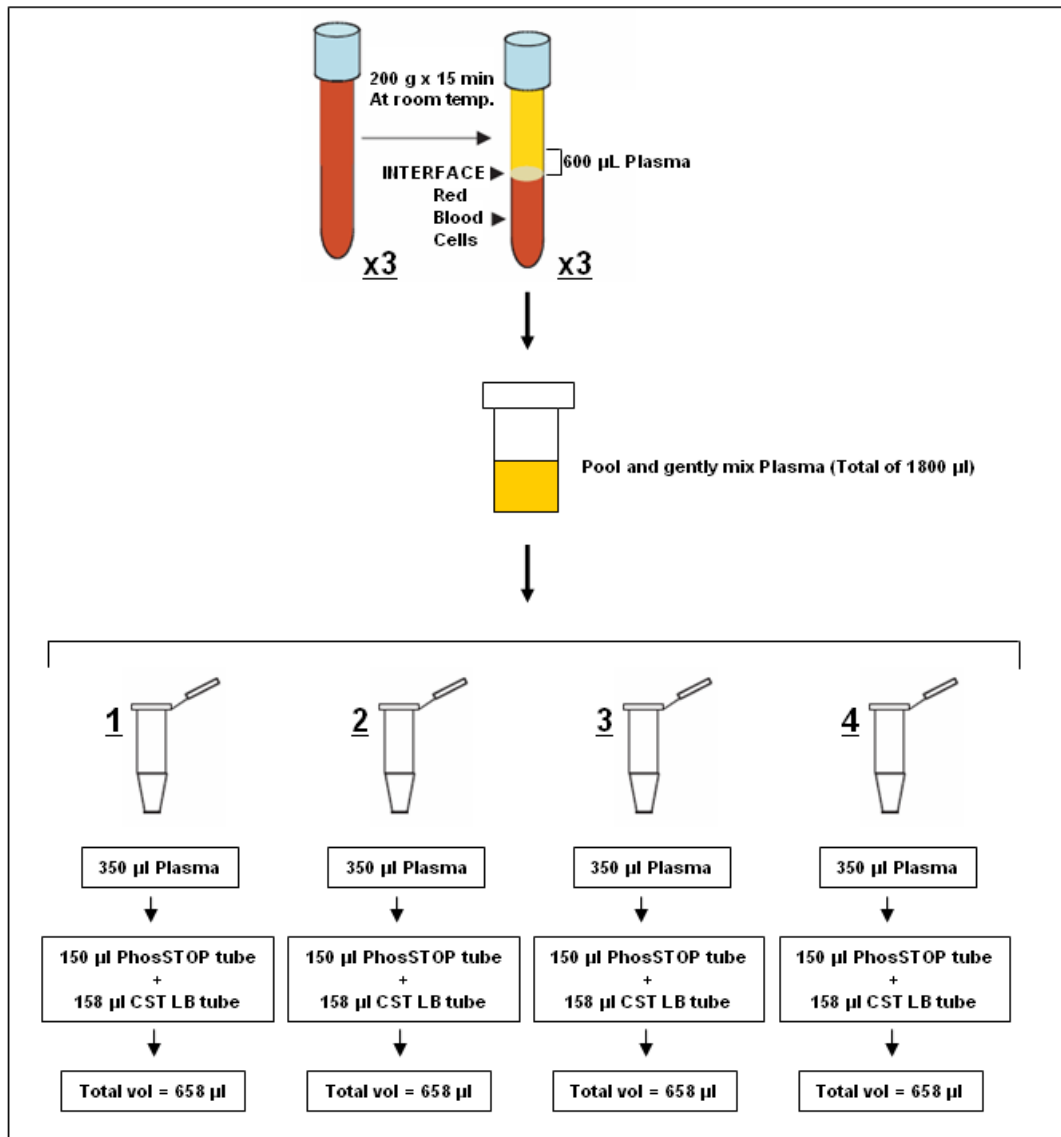 200 g x 15 min
At room temp.
600 µL Plasma
INTERFACE
Red
Blood
Cells
x3
x3
Pool and gently mix Plasma (Total of 1800 µl)
1
2
3
4
350 µl Plasma
350 µl Plasma
350 µl Plasma
350 µl Plasma
150 µl PhosSTOP tube
+
158 µl CST LB tube
150 µl PhosSTOP tube
+
158 µl CST LB tube
150 µl PhosSTOP tube
+
158 µl CST LB tube
150 µl PhosSTOP tube
+
158 µl CST LB tube
Total vol = 658 µl
Total vol = 658 µl
Total vol = 658 µl
Total vol = 658 µl